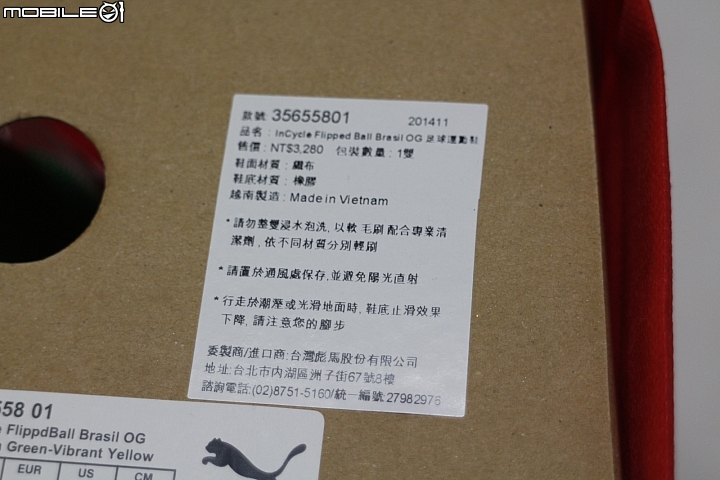 MOBILE01
款號: 35655801 201411
品名: InCycle Flipped Ball Brasil OG 足球運動鞋
售價: NT$3,280 包裝數量: 1雙
鞋面材質: 織布
鞋底材質: 橡膠
越南製造: Made in Vietnam
*請勿整雙浸水泡洗, 以軟 毛刷 配合專業清
潔劑, 依不同材質分別輕刷
*請置於通風處保存, 並避免陽光直射
*行走於潮溼或光滑地面時, 鞋底止滑效果
下降, 請注意您的腳步
委製商/進口商:台灣彪馬股份有限公司
地址:台北市內湖區洲子街67號8樓
諮詢電話:(02)8751-5160/統一編號:27982978
558 01
FlippdBall Brasil OG
Green-Vibrant Yellow
EUR US CM